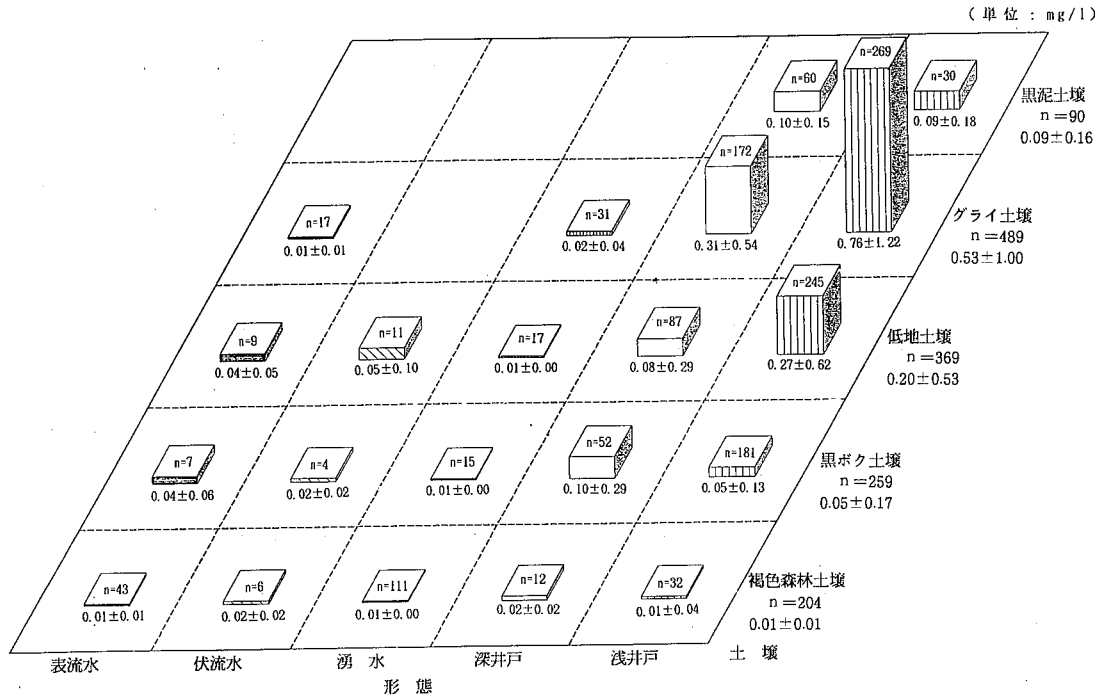 (単位：mg/l)
n=60
n=269
n=30
0.10±0.15
0.09±0.18
黒泥土壌
n=90
0.09±0.16
n=17
n=31
n=172
0.01±0.01
0.02±0.04
0.31±0.54
0.76±1.22
グライ土壌
n=489
0.53±1.00
n=9
n=11
n=17
n=87
n=245
0.04±0.05
0.05±0.10
0.01±0.00
0.08±0.29
0.27±0.62
低地土壌
n=369
0.20±0.53
n=7
n=4
n=15
n=52
n=181
0.04±0.06
0.02±0.02
0.01±0.00
0.10±0.29
0.05±0.13
黒ボク土壌
n=259
0.05±0.17
n=43
n=6
n=111
n=12
n=32
0.01±0.01
0.02±0.02
0.01±0.00
0.02±0.02
0.01±0.04
褐色森林土壌
n=204
0.01±0.01
表流水 伏流水 湧水 深井戸 浅井戸 土壌
形態